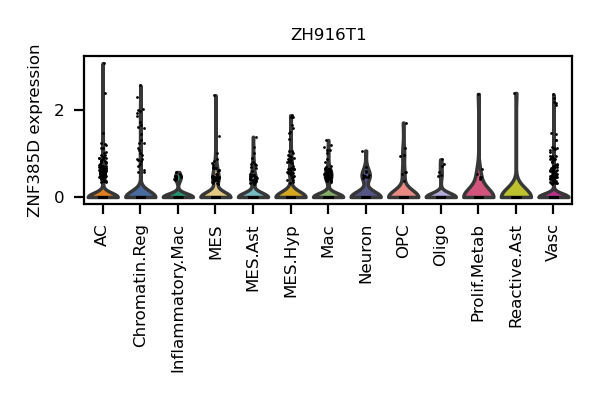 ZH916T1
ZNF385D expression
2
0
AC
Chromatin.Reg
Inflammatory.Mac
MES
MES.Ast
MES.Hyp
Mac
Neuron
OPC
Oligo
Prolif.Metab
Reactive.Ast
Vasc